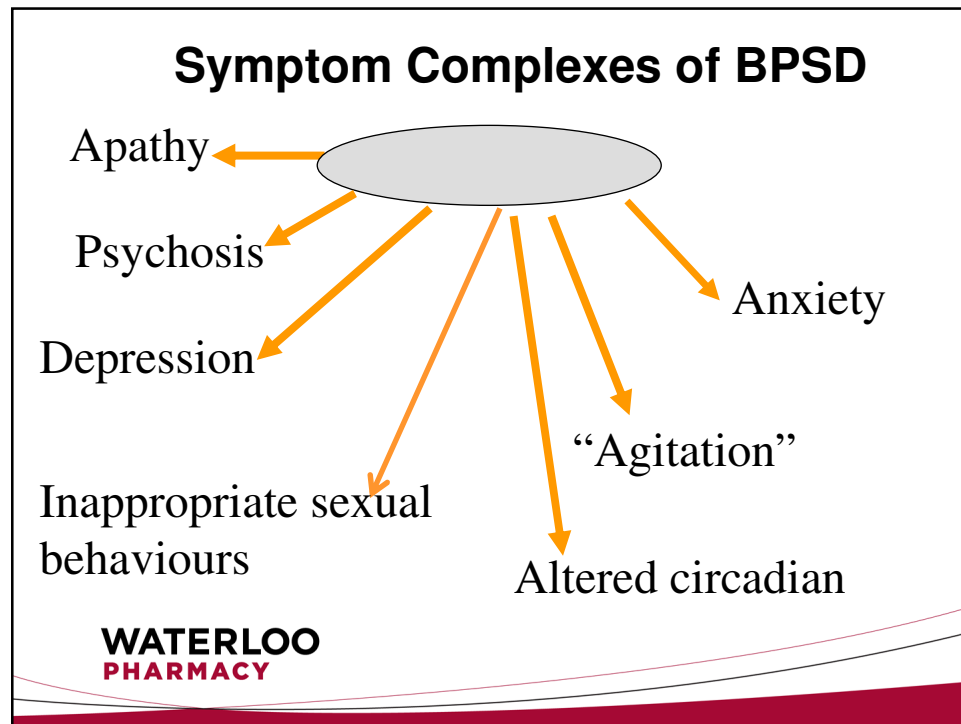 Symptom Complexes of BPSD
Apathy
Psychosis
Depression
Inappropriate sexual
behaviours
Altered circadian
“Agitation”
Anxiety
WATERLOO
PHARMACY